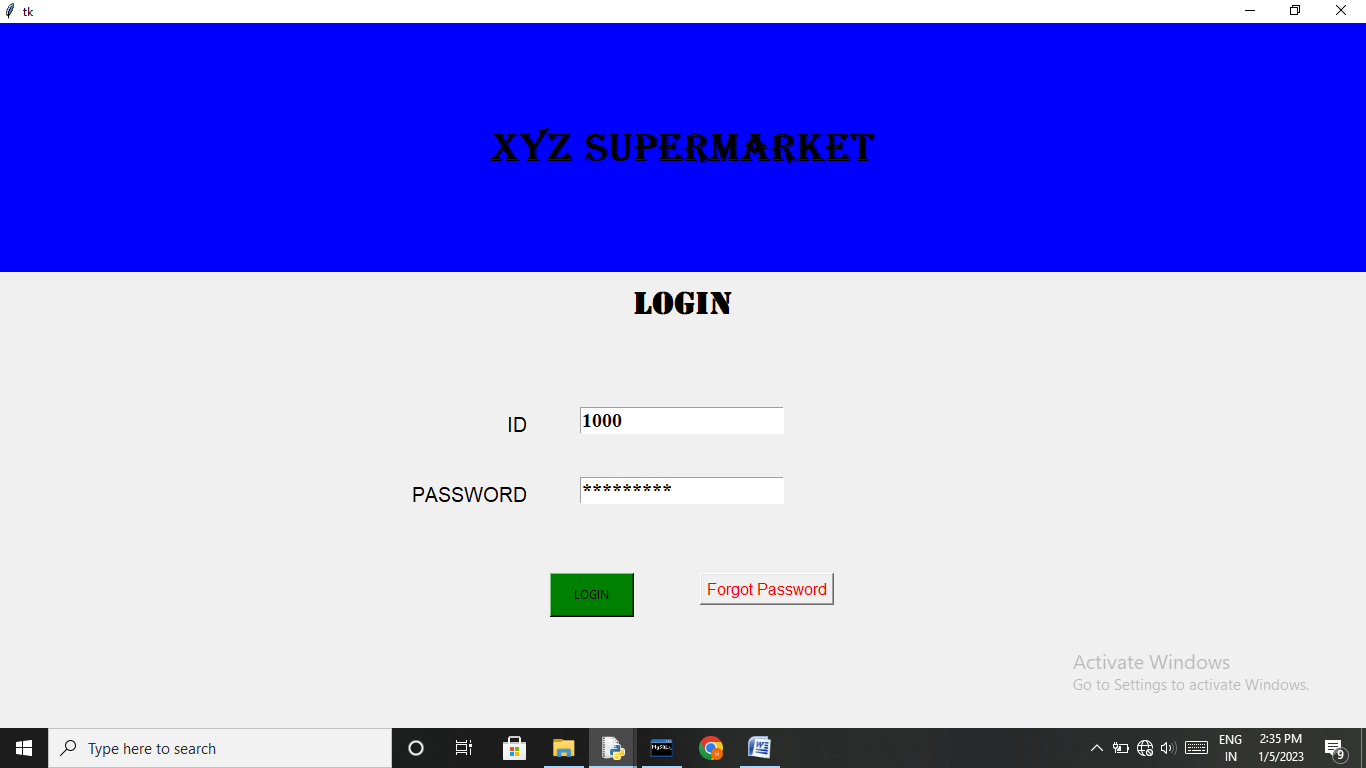 tk
XYZ SUPERMARKET
LOGIN
ID
1000
PASSWORD
*********
LOGIN
Forgot Password
Activate Windows
Go to Settings to activate Windows.
Type here to search
MySQL
W
H
ENG
IN
2:35 PM
1/5/2023
9